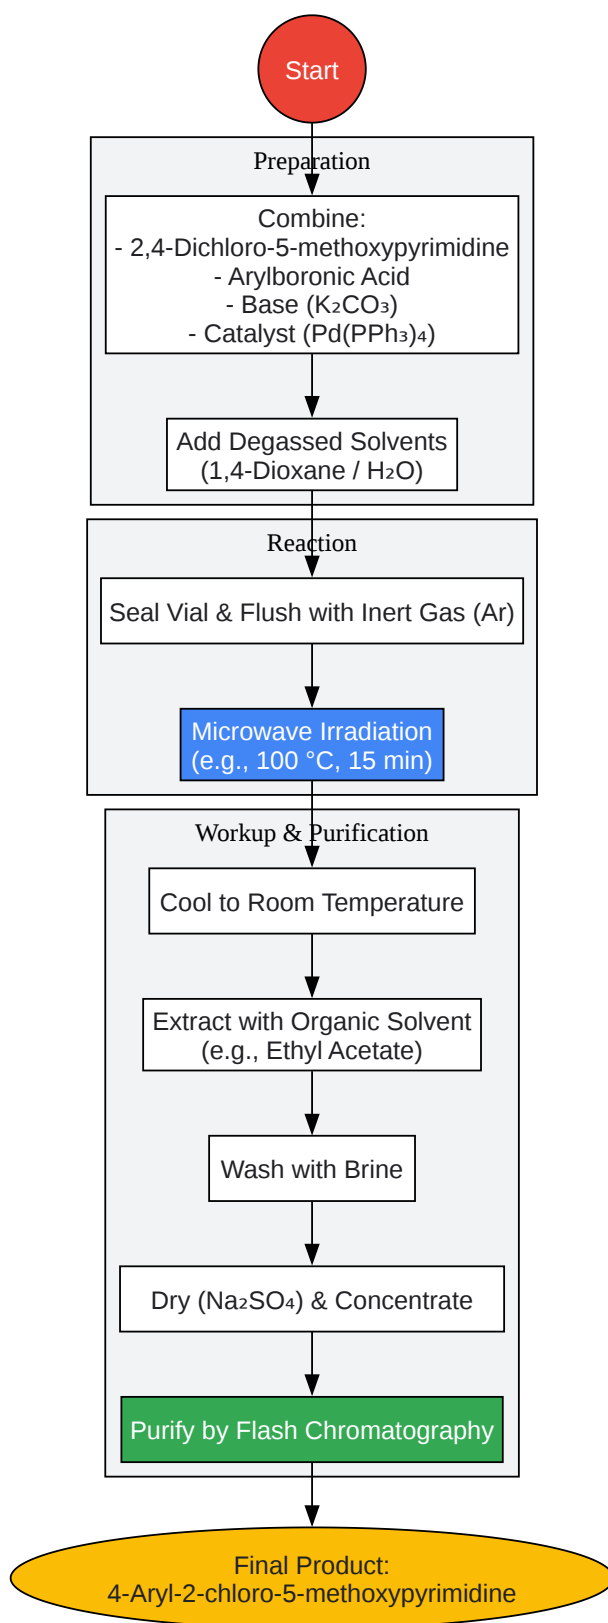 Start
Preparation
Combine:
- 2,4-Dichloro-5-methoxypyrimidine
- Arylboronic Acid
- Base (K₂CO₃)
- Catalyst (Pd(PPh₃)₄)
Add Degassed Solvents
(1,4-Dioxane / H₂O)
Reaction
Seal Vial & Flush with Inert Gas (Ar)
Microwave Irradiation
(e.g., 100 °C, 15 min)
Workup & Purification
Cool to Room Temperature
Extract with Organic Solvent
(e.g., Ethyl Acetate)
Wash with Brine
Dry (Na₂SO₄) & Concentrate
Purify by Flash Chromatography
Final Product:
4-Aryl-2-chloro-5-methoxypyrimidine